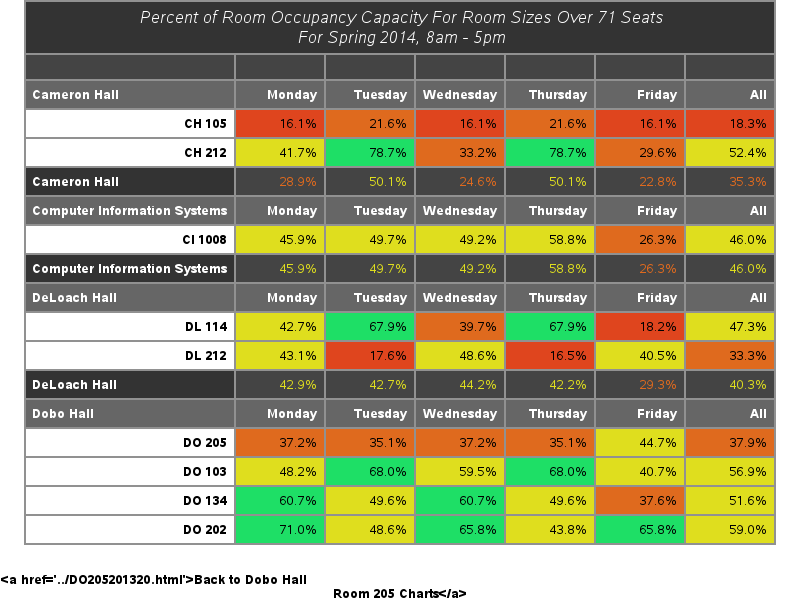 Percent of Room Occupancy Capacity For Room Sizes Over 71 Seats
For Spring 2014, 8am - 5pm
Cameron Hall Monday Tuesday Wednesday Thursday Friday All
CH 105 16.1% 21.6% 16.1% 21.6% 16.1% 18.3%
CH 212 41.7% 78.7% 33.2% 78.7% 29.6% 52.4%
Cameron Hall 28.9% 50.1% 24.6% 50.1% 22.8% 35.3%
Computer Information Systems Monday Tuesday Wednesday Thursday Friday All
CI 1008 45.9% 49.7% 49.2% 58.8% 26.3% 46.0%
Computer Information Systems 45.9% 49.7% 49.2% 58.8% 26.3% 46.0%
DeLoach Hall Monday Tuesday Wednesday Thursday Friday All
DL 114 42.7% 67.9% 39.7% 67.9% 18.2% 47.3%
DL 212 43.1% 17.6% 48.6% 16.5% 40.5% 33.3%
DeLoach Hall 42.9% 42.7% 44.2% 42.2% 29.3% 40.3%
Dobo Hall Monday Tuesday Wednesday Thursday Friday All
DO 205 37.2% 35.1% 37.2% 35.1% 44.7% 37.9%
DO 103 48.2% 68.0% 59.5% 68.0% 40.7% 56.9%
DO 134 60.7% 49.6% 60.7% 49.6% 37.6% 51.6%
DO 202 71.0% 48.6% 65.8% 43.8% 65.8% 59.0%
<a href='../DO205201320.html'>Back to Dobo Hall
Room 205 Charts</a>